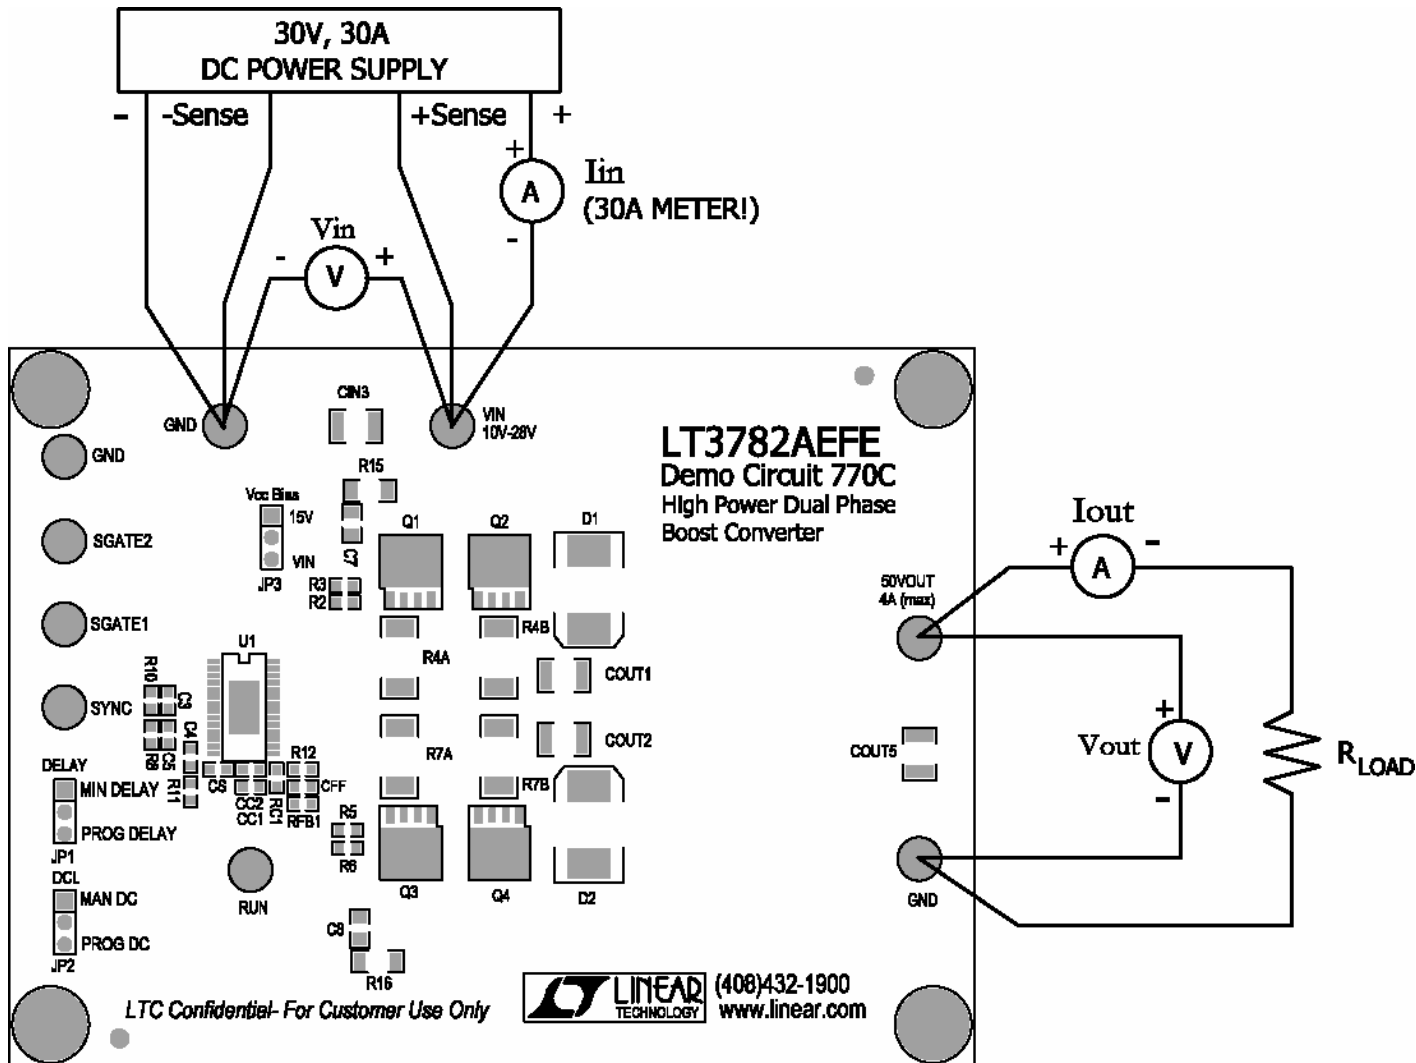 30V, 30A
DC POWER SUPPLY
- -Sense +Sense +
+
A
Iin
(30A METER!)
-
Vin
- V +
GND
CIN3
VIN
10V-28V
GND
R15
LT3782AEFE
Demo Circuit 770C
High Power Dual Phase
Boost Converter
Vcc Bias
15V
VIN
JP3
C7
Q1
Q2
D1
SGATE2
R3
R2
SGATE1
U1
R4A
R4B
COUT1
SYNC
R10
C3
R9
C5
C4
R11
R7A
COUT2
R7B
DELAY
MIN DELAY
PROG DELAY
JP1
CS
CC2
CC1
RC1
R12
CFF
RFB1
R5
R6
DCL
MAN DC
PROG DC
JP2
RUN
Q3
Q4
D2
C8
R16
50VOUT
4A (max)
COUT5
GND
Iout
+ A -
+
Vout V
-
RLOAD
LTC Confidential- For Customer Use Only
LINEAR
TECHNOLOGY
(408)432-1900
www.linear.com